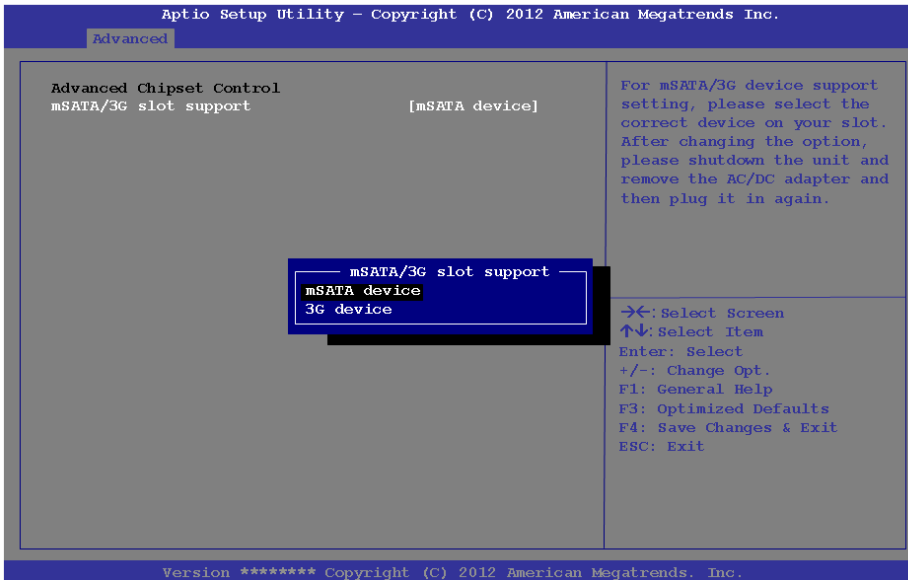 Aptio Setup Utility – Copyright (C) 2012 American Megatrends Inc.
Advanced
Advanced Chipset Control
mSATA/3G slot support [mSATA device]
For mSATA/3G device support
setting, please select the
correct device on your slot.
After changing the option,
please shutdown the unit and
remove the AC/DC adapter and
then plug it in again.
mSATA/3G slot support
mSATA device
3G device
→←: Select Screen
↑↓: Select Item
Enter: Select
+/-: Change Opt.
F1: General Help
F3: Optimized Defaults
F4: Save Changes & Exit
ESC: Exit
Version ******** Copyright (C) 2012 American Megatrends. Inc.